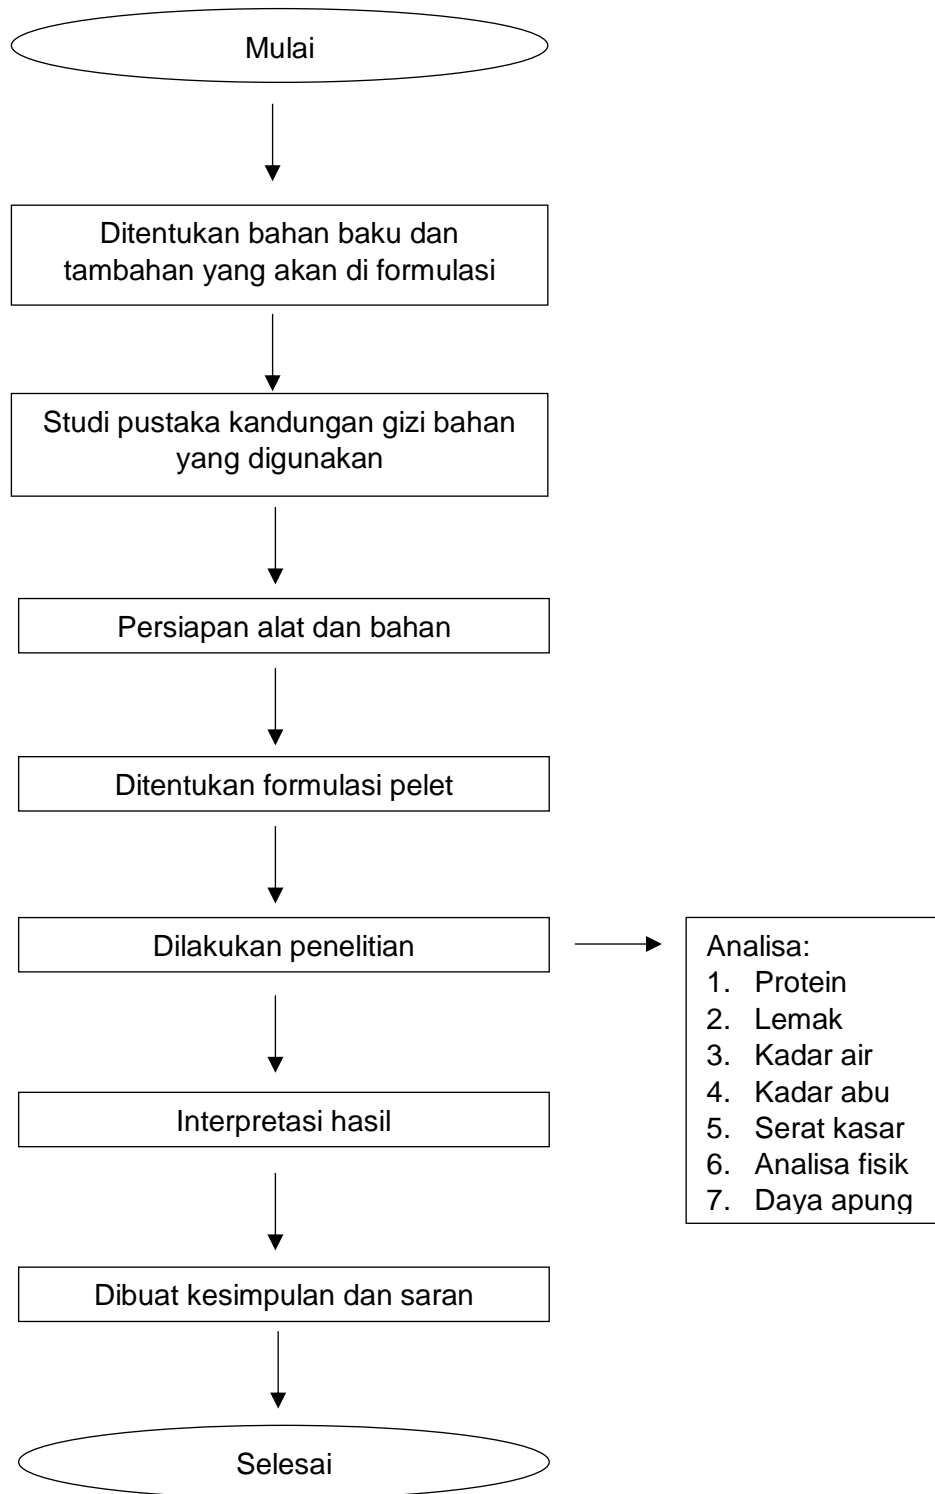 Mulai
Ditentukan bahan baku dan
tambahan yang akan di formulasi
Studi pustaka kandungan gizi bahan
yang digunakan
Persiapan alat dan bahan
Ditentukan formulasi pelet
Dilakukan penelitian
Analisa:
1. Protein
2. Lemak
3. Kadar air
4. Kadar abu
5. Serat kasar
6. Analisa fisik
7. Daya apung
Interpretasi hasil
Dibuat kesimpulan dan saran
Selesai